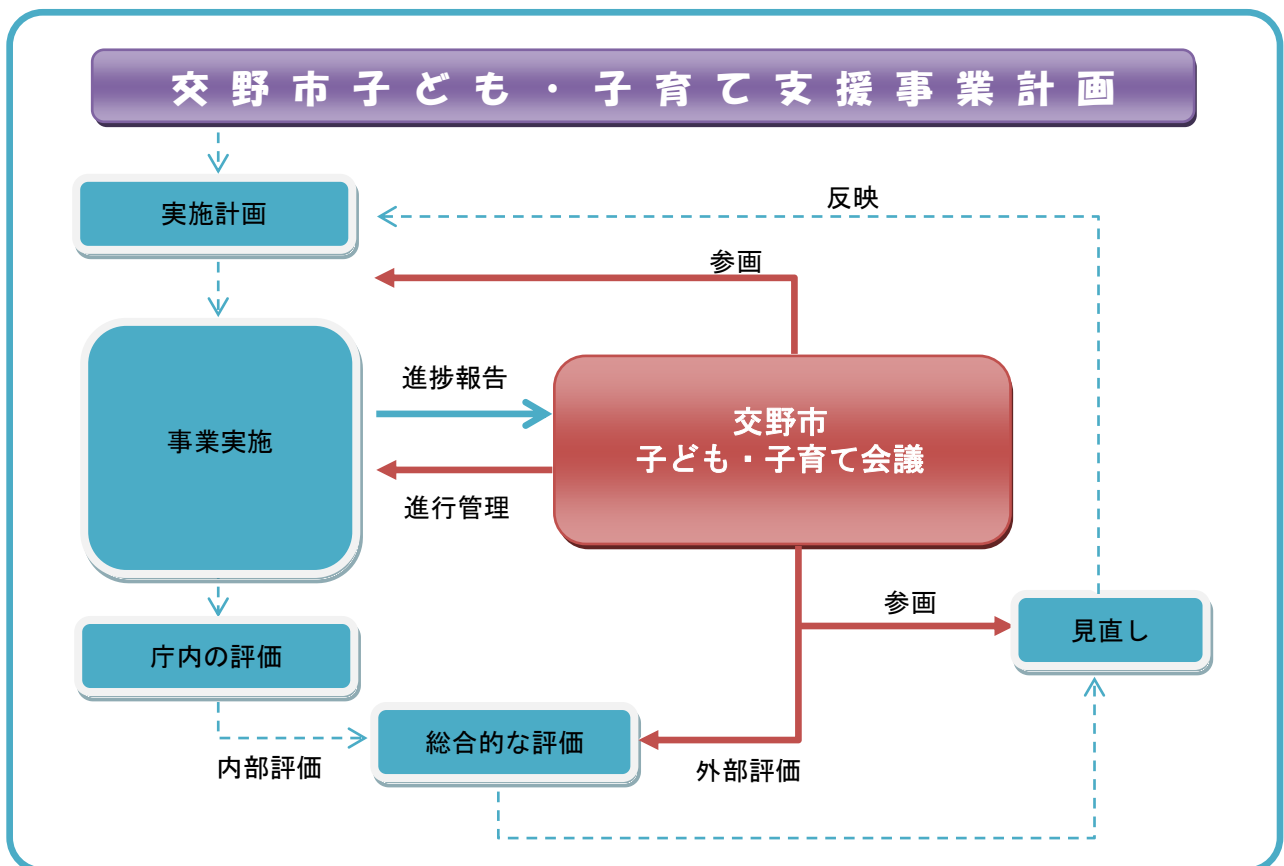 交野市子ども・子育て支援事業計画
実施計画
反映
参画
進捗報告
事業実施
交野市
子ども・子育て会議
進行管理
参画
見直し
庁内の評価
総合的な評価
内部評価
外部評価